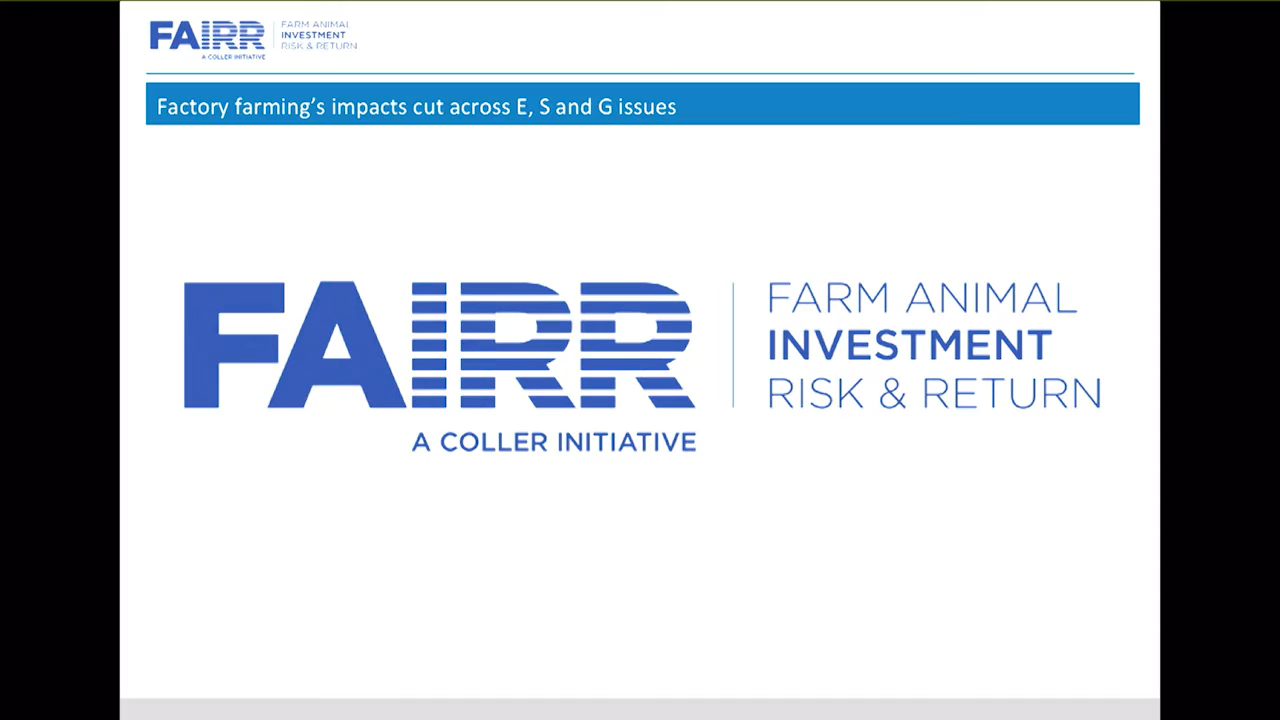 FAIRR
FARM ANIMAL
INVESTMENT
RISK & RETURN
A COLLER INITIATIVE
Factory farming’s impacts cut across E, S and G issues
FAIRR
FARM ANIMAL
INVESTMENT
RISK & RETURN
A COLLER INITIATIVE